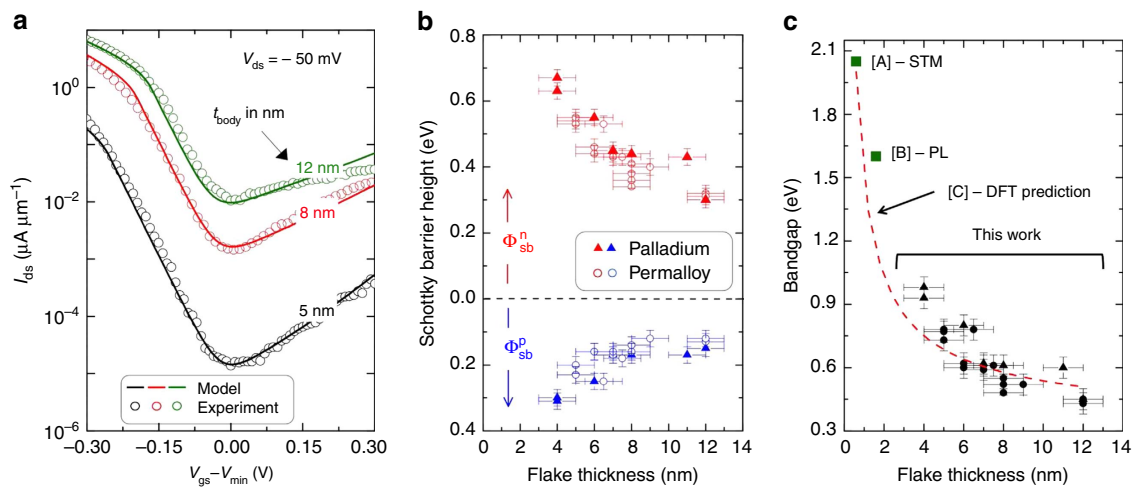 a
V_ds = − 50 mV
t_body in nm
12 nm
8 nm
5 nm
Model
Experiment
10^0
10^−2
10^−4
10^−6
I_ds (µA µm^−1)
−0.30 −0.15 0.00 0.15 0.30
V_gs–V_min (V)
b
Schottky barrier height (eV)
0.8
0.6
0.4
0.2
0.0
0.2
0.4
Φ^n_sb
Φ^p_sb
Palladium
Permalloy
0 2 4 6 8 10 12 14
Flake thickness (nm)
c
Bandgap (eV)
2.1
1.8
1.5
1.2
0.9
0.6
0.3
[A] – STM
[B] – PL
[C] – DFT prediction
This work
0 2 4 6 8 10 12 14
Flake thickness (nm)